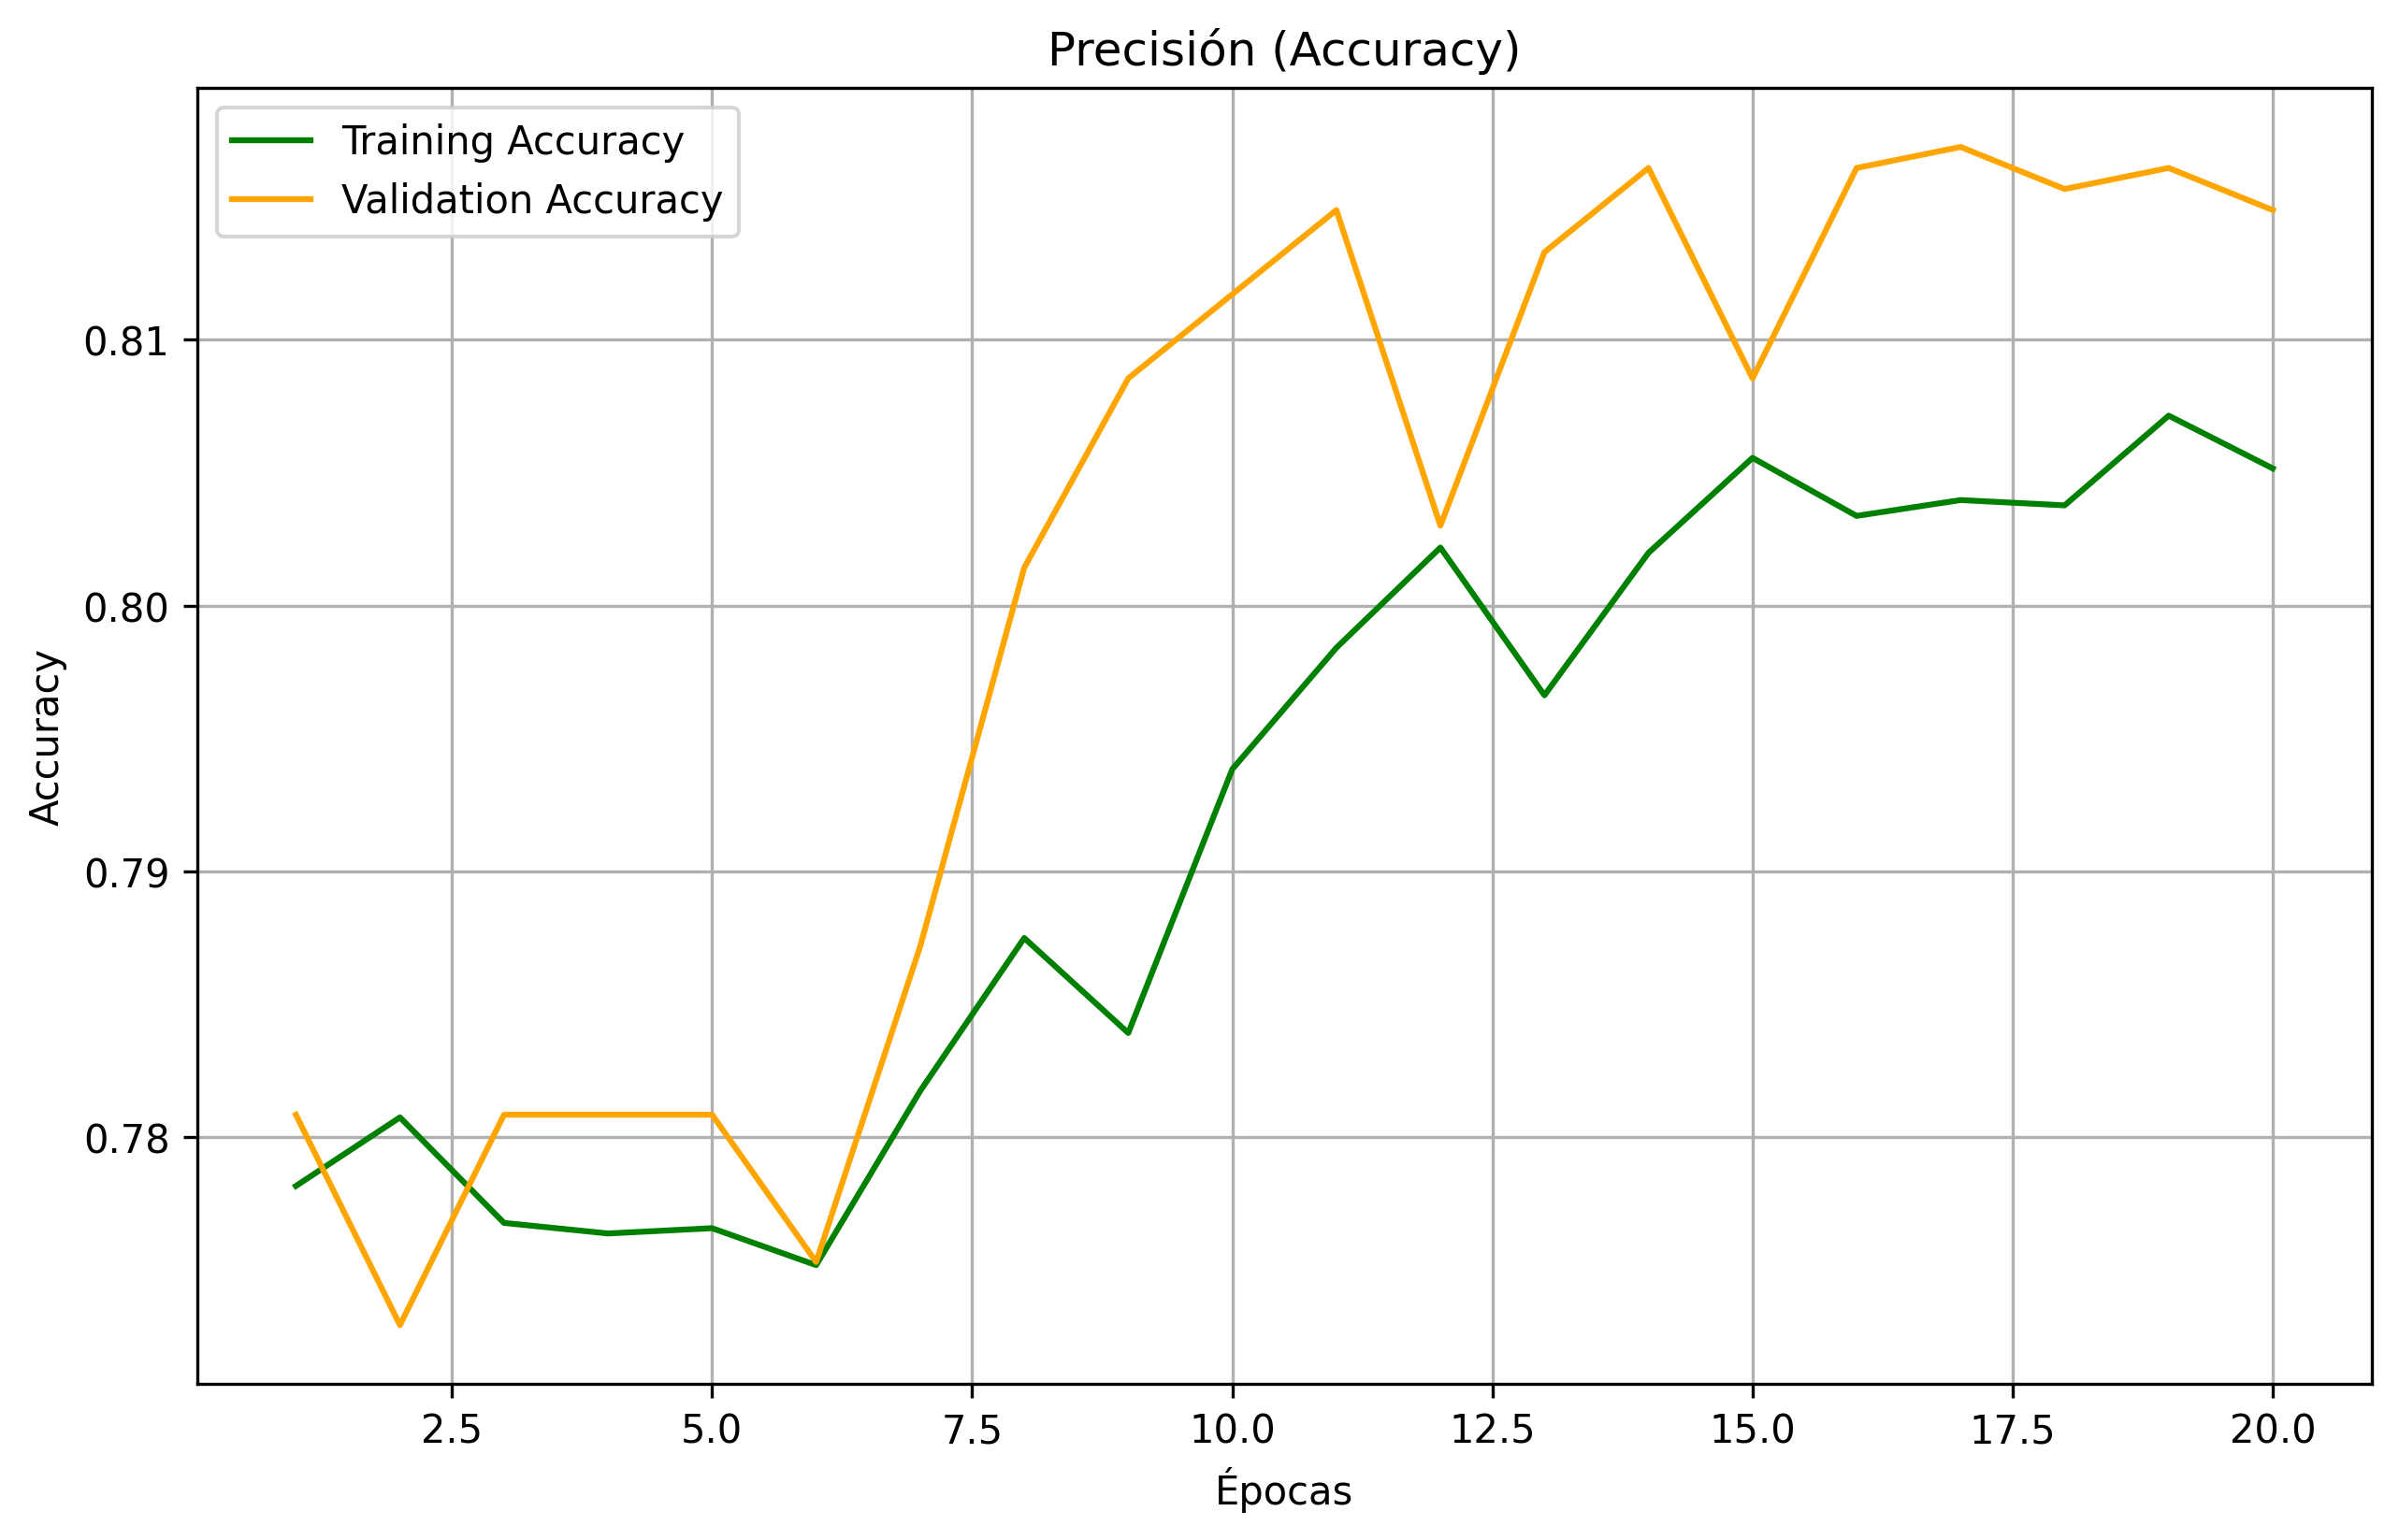 Precisión (Accuracy)
Training Accuracy
Validation Accuracy
0.81
0.80
0.79
0.78
Accuracy
2.5 5.0 7.5 10.0 12.5 15.0 17.5 20.0
Épocas